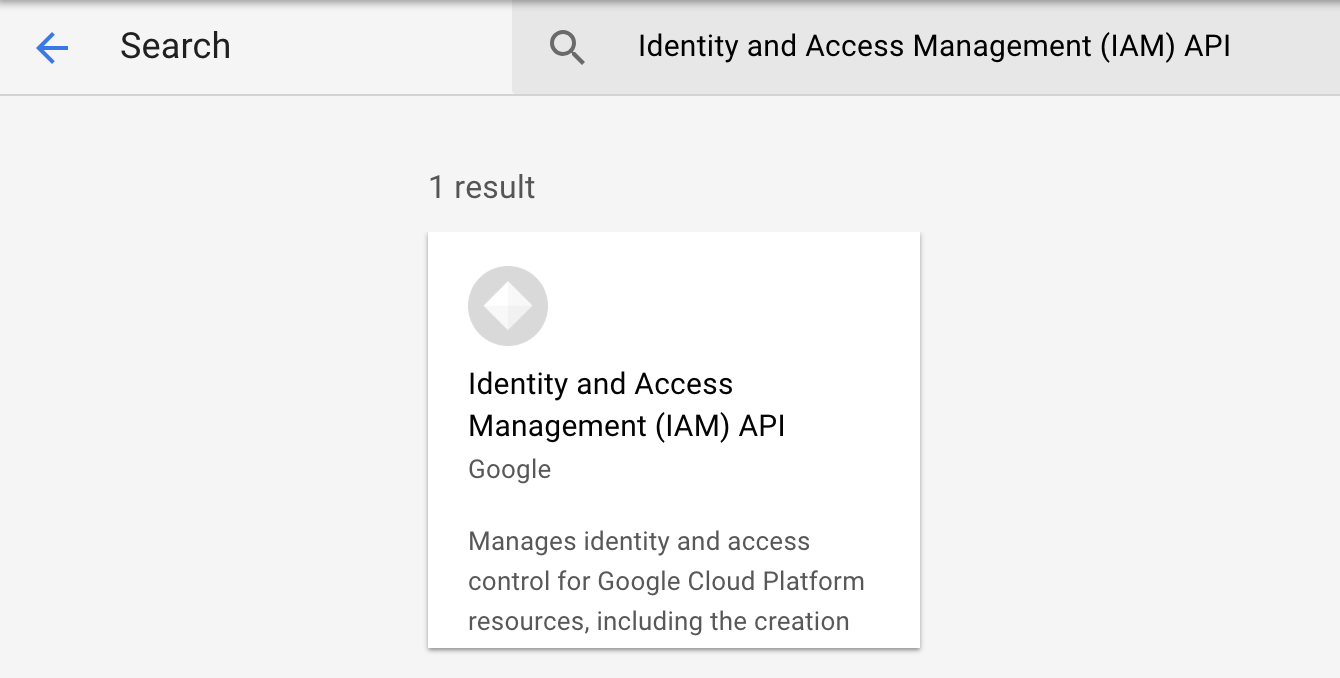 Search
Identity and Access Management (IAM) API
1 result
Identity and Access
Management (IAM) API
Google
Manages identity and access
control for Google Cloud Platform
resources, including the creation